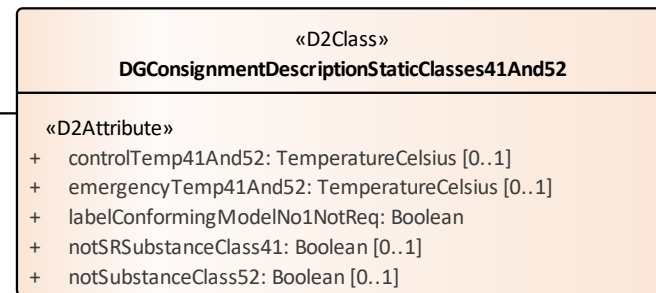 «D2Class»
DGConsignmentDescriptionStaticClasses41And52
«D2Attribute»
+ controlTemp41And52: TemperatureCelsius [0..1]
+ emergencyTemp41And52: TemperatureCelsius [0..1]
+ labelConformingModelNo1NotReq: Boolean
+ notSRSubstanceClass41: Boolean [0..1]
+ notSubstanceClass52: Boolean [0..1]